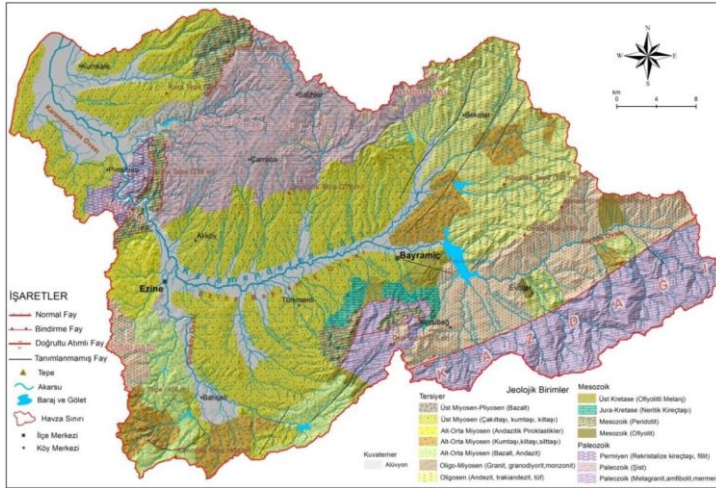 N
W
E
S
km
0
4
8
Kumkale
Karamenderes Ovası
Pınarbaşı
Çamlıca
Akköy
Bayramiç
Ezine
Türkmenli
Evciler
Bahçeli
KAZDAĞI
İŞARETLER
Normal Fay
Bindirme Fay
Doğrultu Atımlı Fay
Tanımlanmamış Fay
Tepe
Akarsu
Baraj ve Gölet
Havza Sınırı
İlçe Merkezi
Köy Merkezi
Kuvaterner
Alüvyon
Jeolojik Birimler
Tersiyer
Üst Miyosen-Pliyosen (Bazalt)
Üst Miyosen (Çakıltaşı, kumtaşı, kiltaşı)
Alt-Orta Miyosen (Andazitik Piroklastikler)
Alt-Orta Miyosen (Kumtaşı,kiltaşı,silttaşı)
Alt-Orta Miyosen (Bazalt, Andazit)
Oligo-Miyosen (Granit, granodiyorit,monzonit)
Oligosen (Andezit, trakiandezit, tüf)
Mesozoik
Üst Kretase (Ofiyolitli Melanj)
Jura-Kretase (Neritik Kireçtaşı)
Mesozoik (Peridotit)
Mesozoik (Ofiyolit)
Paleozoik
Permiyen (Rekristalize kireçtaşı, fillit)
Paleozoik (Şist)
Paleozoik (Metagranit,amfibolit,mermer)